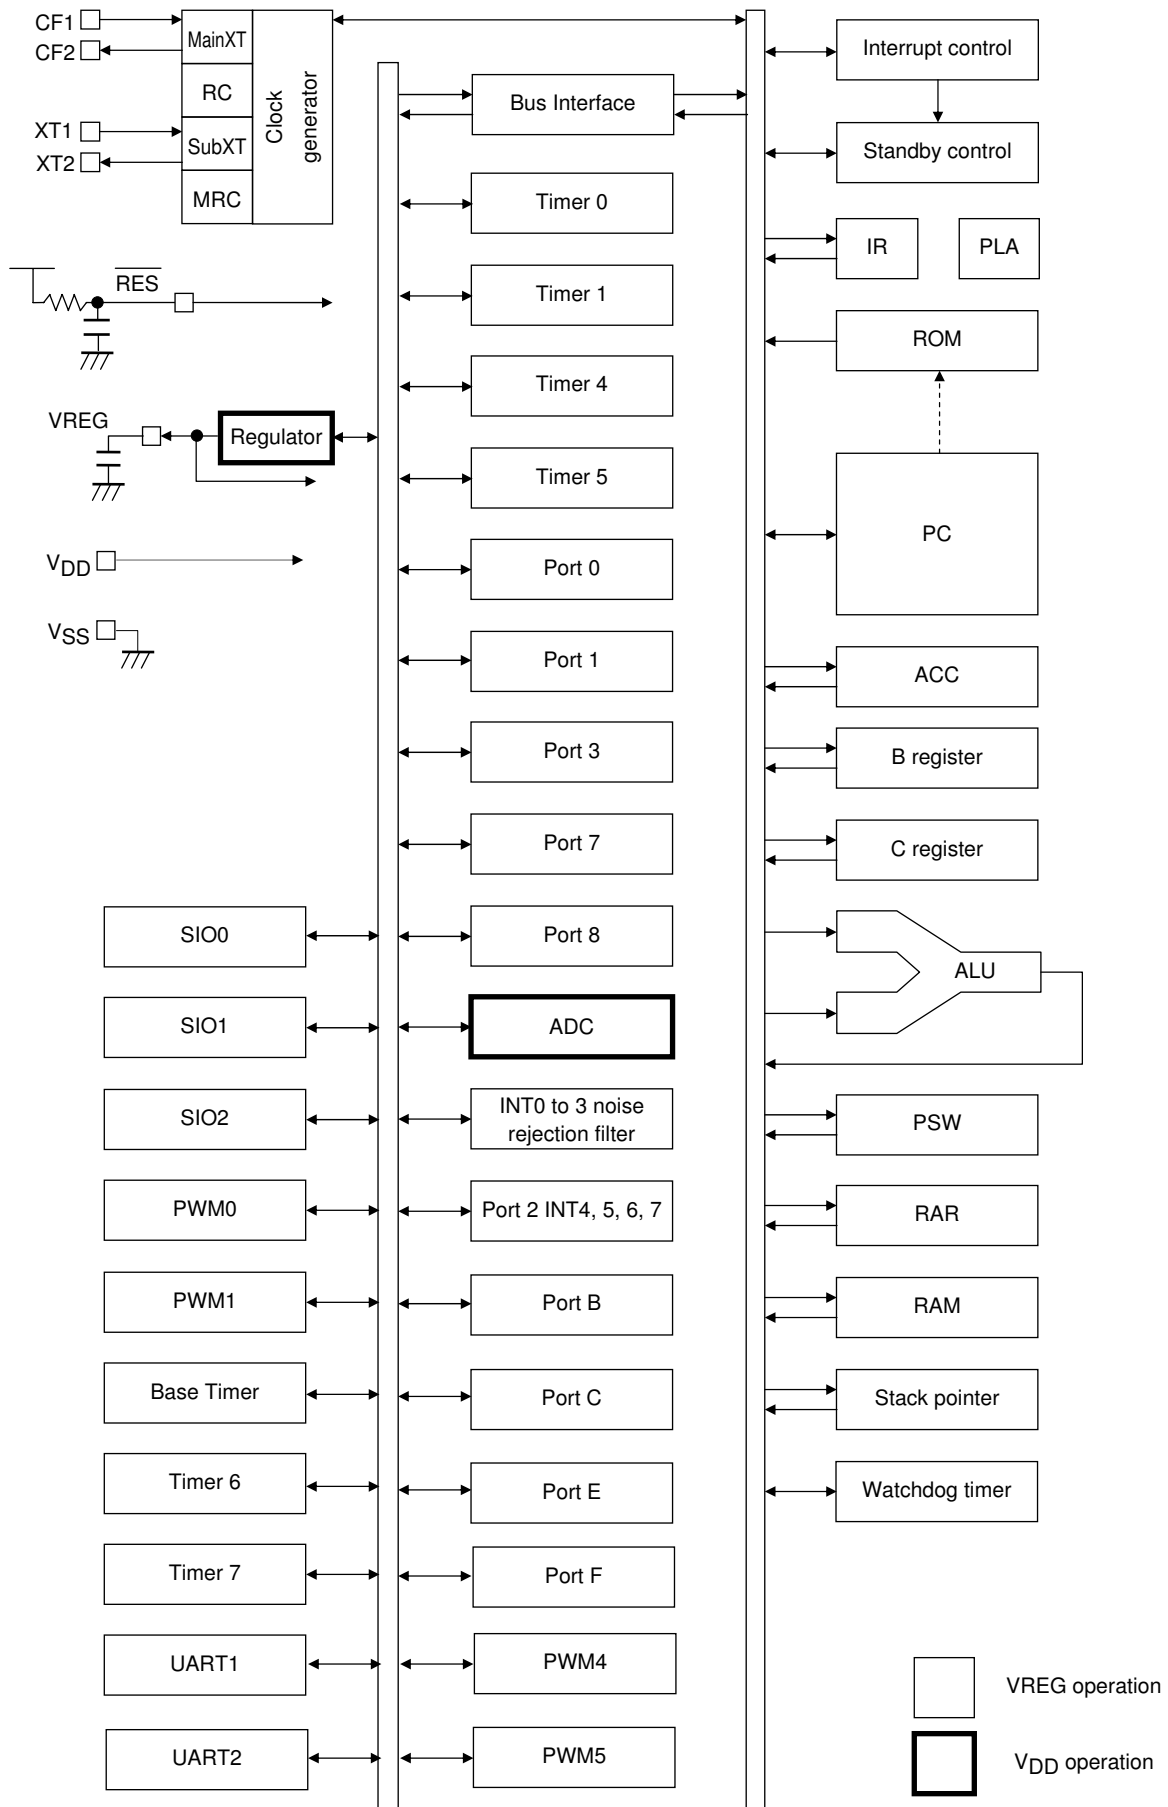 CF1
CF2
XT1
XT2
MainXT
RC
SubXT
MRC
Clock
generator
RES
VREG
Regulator
VDD
VSS
SIO0
SIO1
SIO2
PWM0
PWM1
Base Timer
Timer 6
Timer 7
UART1
UART2
Bus Interface
Timer 0
Timer 1
Timer 4
Timer 5
Port 0
Port 1
Port 3
Port 7
Port 8
ADC
INT0 to 3 noise
rejection filter
Port 2 INT4, 5, 6, 7
Port B
Port C
Port E
Port F
PWM4
PWM5
Interrupt control
Standby control
IR
PLA
ROM
PC
ACC
B register
C register
ALU
PSW
RAR
RAM
Stack pointer
Watchdog timer
VREG operation
VDD operation